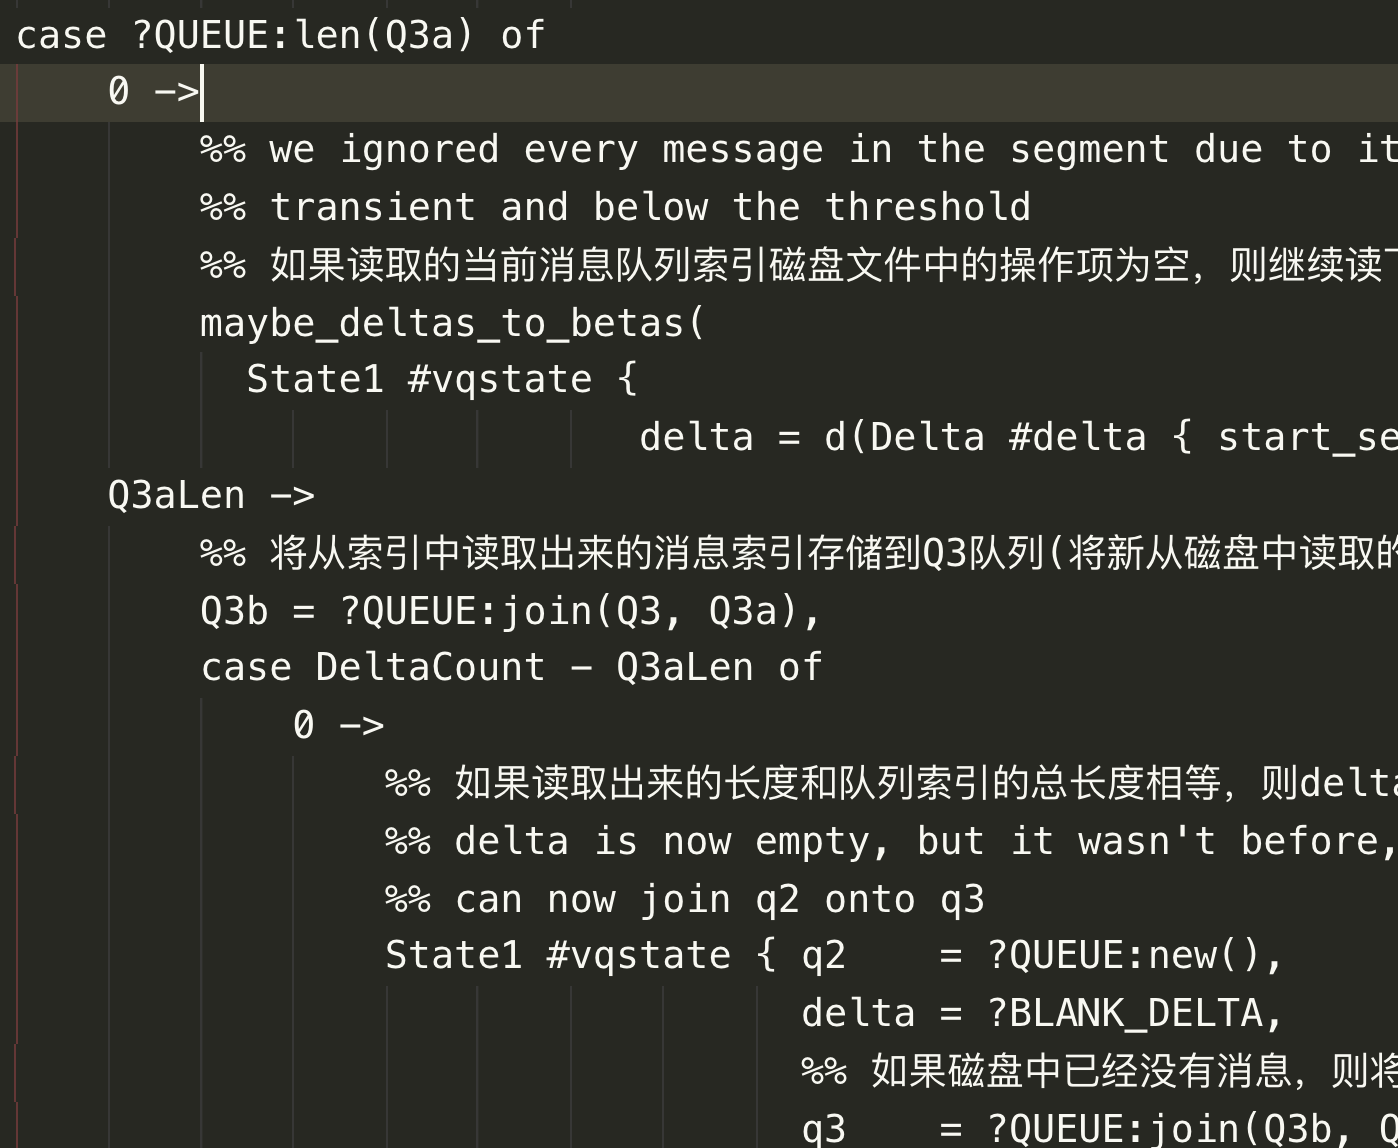 case ?QUEUE:len(Q3a) of
0 ->
%% we ignored every message in the segment due to it
%% transient and below the threshold
%% 如果读取的当前消息队列索引磁盘文件中的操作项为空，则继续读
maybe_deltas_to_betas(
State1 #vqstate {
delta = d(Delta #delta { start_se
Q3aLen ->
%% 将从索引中读取出来的消息索引存储到Q3队列(将新从磁盘中读取的
Q3b = ?QUEUE:join(Q3, Q3a),
case DeltaCount - Q3aLen of
0 ->
%% 如果读取出来的长度和队列索引的总长度相等，则delta
%% delta is now empty, but it wasn't before,
%% can now join q2 onto q3
State1 #vqstate { q2 = ?QUEUE:new(),
delta = ?BLANK_DELTA,
%% 如果磁盘中已经没有消息，则将
q3 = ?QUEUE:join(Q3b, Q